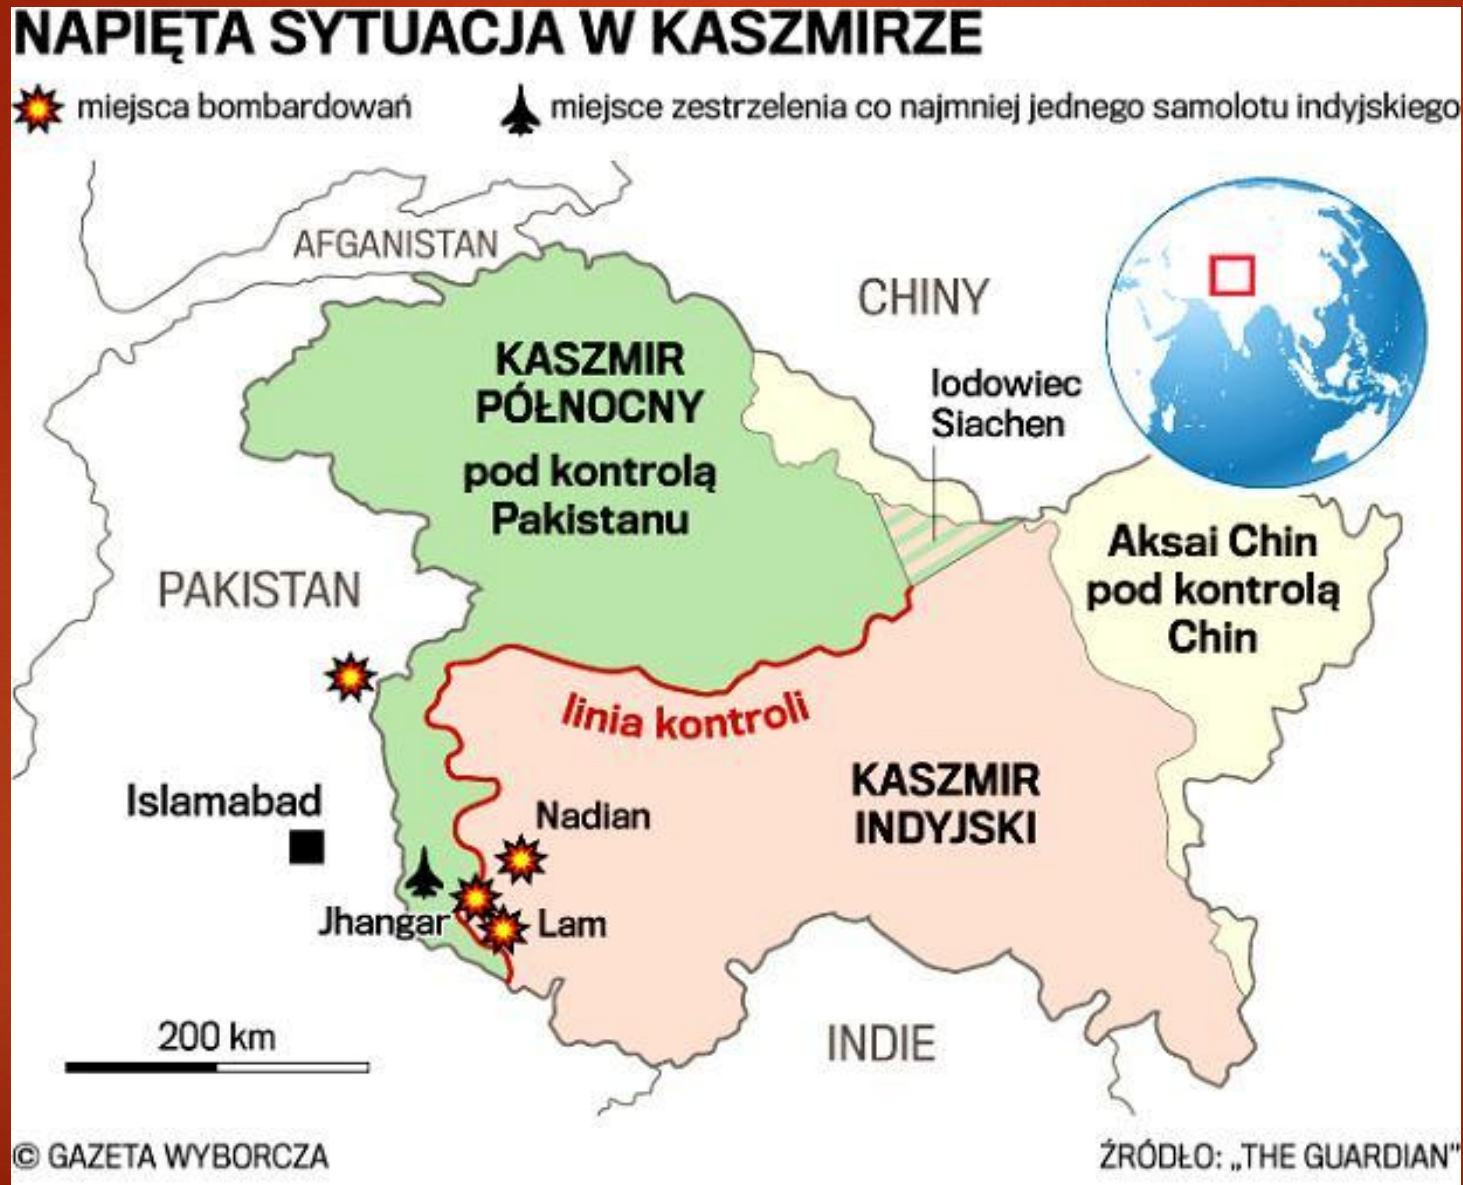 NAPIĘTA SYTUACJA W KASZMIRZE
miejsca bombardowań
miejsce zestrzelenia co najmniej jednego samolotu indyjskiego
AFGANISTAN
CHINY
KASZMIR
PÓŁNOCNY
pod kontrolą
Pakistanu
lodowiec
Siachen
Aksai Chin
pod kontrolą
Chin
PAKISTAN
linia kontroli
Islamabad
Nadian
KASZMIR
INDYJSKI
Jhangar
Lam
200 km
INDIE
© GAZETA WYBORCZA
ŹRÓDŁO: „THE GUARDIAN”